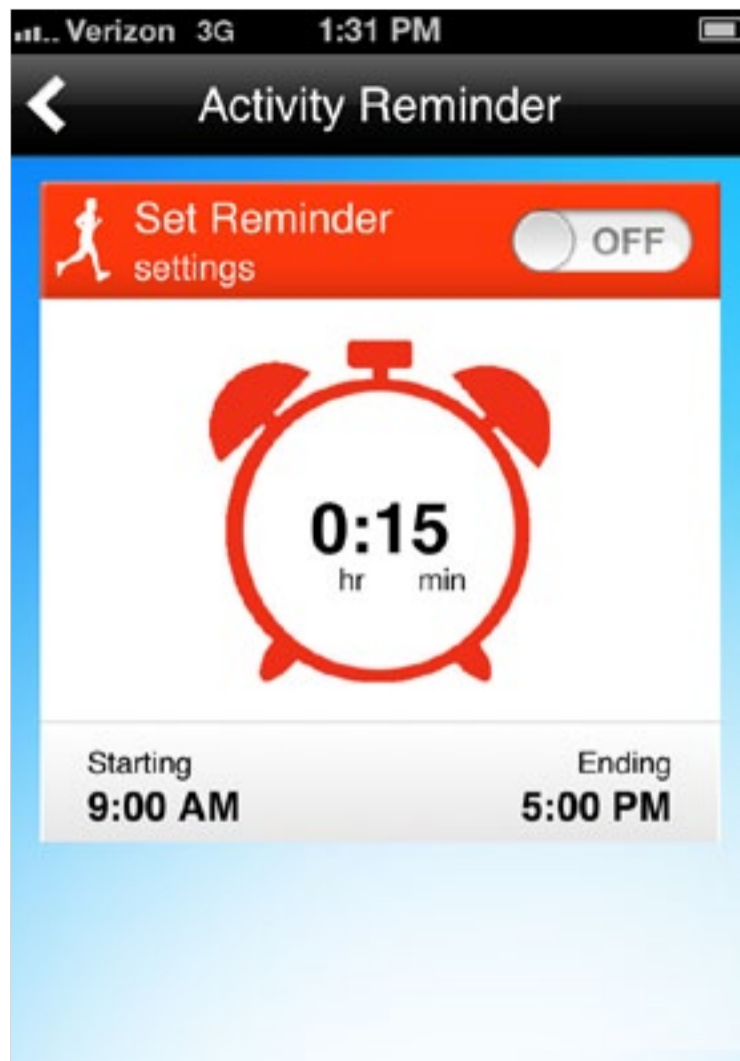 Verizon 3G 1:31 PM
Activity Reminder
Set Reminder
settings
OFF
0:15
hr min
Starting Ending
9:00 AM 5:00 PM